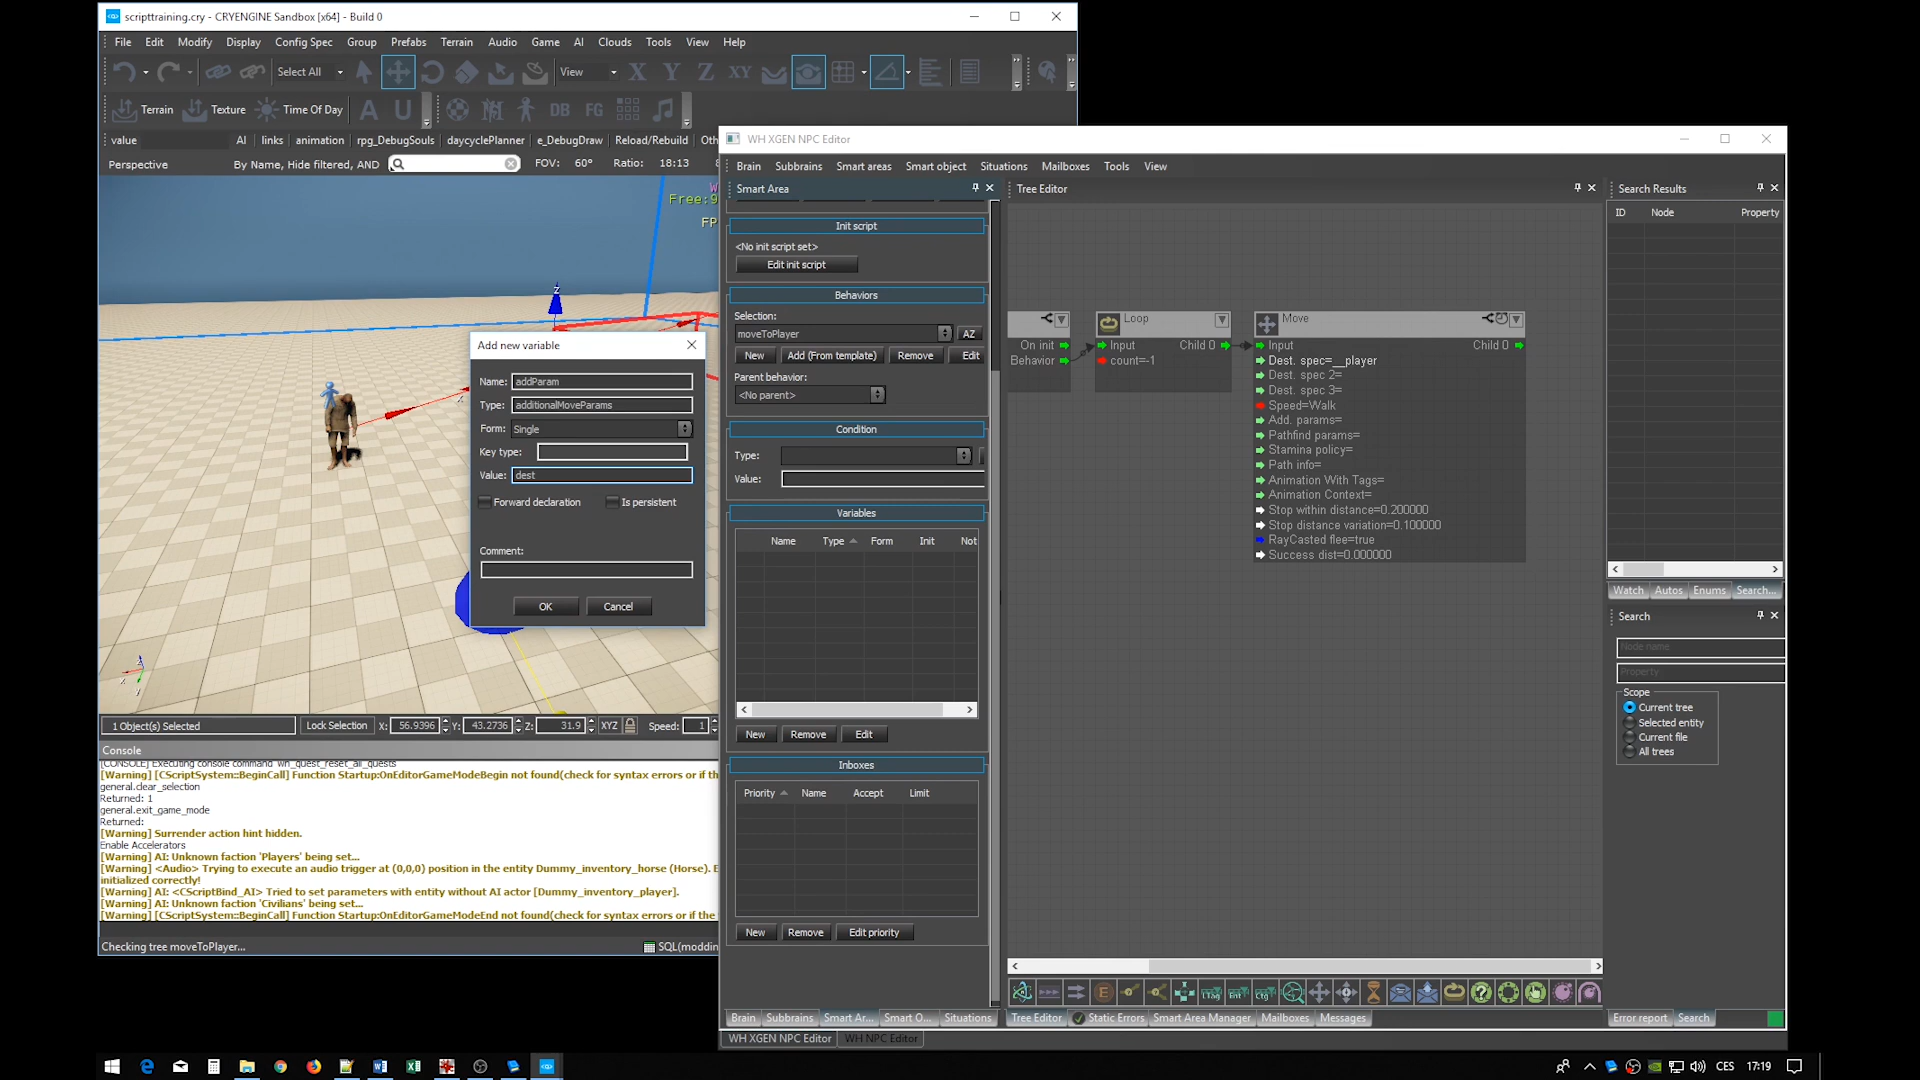 scripttraining.cry - CRYENGINE Sandbox [x64] - Build 0
File Edit Modify Display Config Spec Group Prefabs Terrain Audio Game AI Clouds Tools View Help
Select All View X Y Z XY
Terrain Texture Time Of Day A U DB FG
value AI links animation rpg_DebugSouls daycyclePlanner e_DebugDraw Reload/Rebuild
Perspective By Name, Hide filtered, AND FOV: 60° Ratio: 18:13
Free:9
FP
z
Add new variable
Name: addParam
Type: additionalMoveParams
Form: Single
Key type:
Value: dest
Forward declaration Is persistent
Comment:
OK Cancel
1 Object(s) Selected Lock Selection X: 56.9396 Y: 43.2736 Z: 31.9 XYZ Speed: 1
Console
[CONSOLE] Executing console command 'wh_quest_reset_all_quests
[Warning] [CScriptSystem::BeginCall] Function Startup:OnEditorGameModeBegin not found(check for syntax errors or if the
general.clear_selection
Returned: 1
general.exit_game_mode
Returned:
[Warning] Surrender action hint hidden.
Enable Accelerators
[Warning] AI: Unknown faction 'Players' being set...
[Warning] <Audio> Trying to execute an audio trigger at (0,0,0) position in the entity Dummy_inventory_horse (Horse). E
initialized correctly!
[Warning] AI: <CScriptBind_AI> Tried to set parameters with entity without AI actor [Dummy_inventory_player].
[Warning] AI: Unknown faction 'Civilians' being set...
[Warning] [CScriptSystem::BeginCall] Function Startup:OnEditorGameModeEnd not found(check for syntax errors or if the
Checking tree moveToPlayer... SQL(moddin
WH XGEN NPC Editor
Brain Subbrains Smart areas Smart object Situations Mailboxes Tools View
Smart Area
Init script
<No init script set>
Edit init script
Behaviors
Selection:
moveToPlayer AZ
New Add (From template) Remove Edit
Parent behavior:
<No parent>
Condition
Type:
Value:
Variables
Name Type Form Init Not
New Remove Edit
Inboxes
Priority Name Accept Limit
New Remove Edit priority
Brain Subbrains Smart Ar... Smart O... Situations
WH XGEN NPC Editor WH NPC Editor
Tree Editor
On init
Behavior
Loop
Input Child 0
count=-1
Move
Input Child 0
Dest. spec=__player
Dest. spec 2=
Dest. spec 3=
Speed=Walk
Add. params=
Pathfind params=
Stamina policy=
Path info=
Animation With Tags=
Animation Context=
Stop within distance=0.200000
Stop distance variation=0.100000
RayCasted flee=true
Success dist=0.000000
Tree Editor Static Errors Smart Area Manager Mailboxes Messages
Search Results
ID Node Property
Watch Autos Enums Search...
Search
Node name
Property
Scope
Current tree
Selected entity
Current file
All trees
Error report Search
CES 17:19